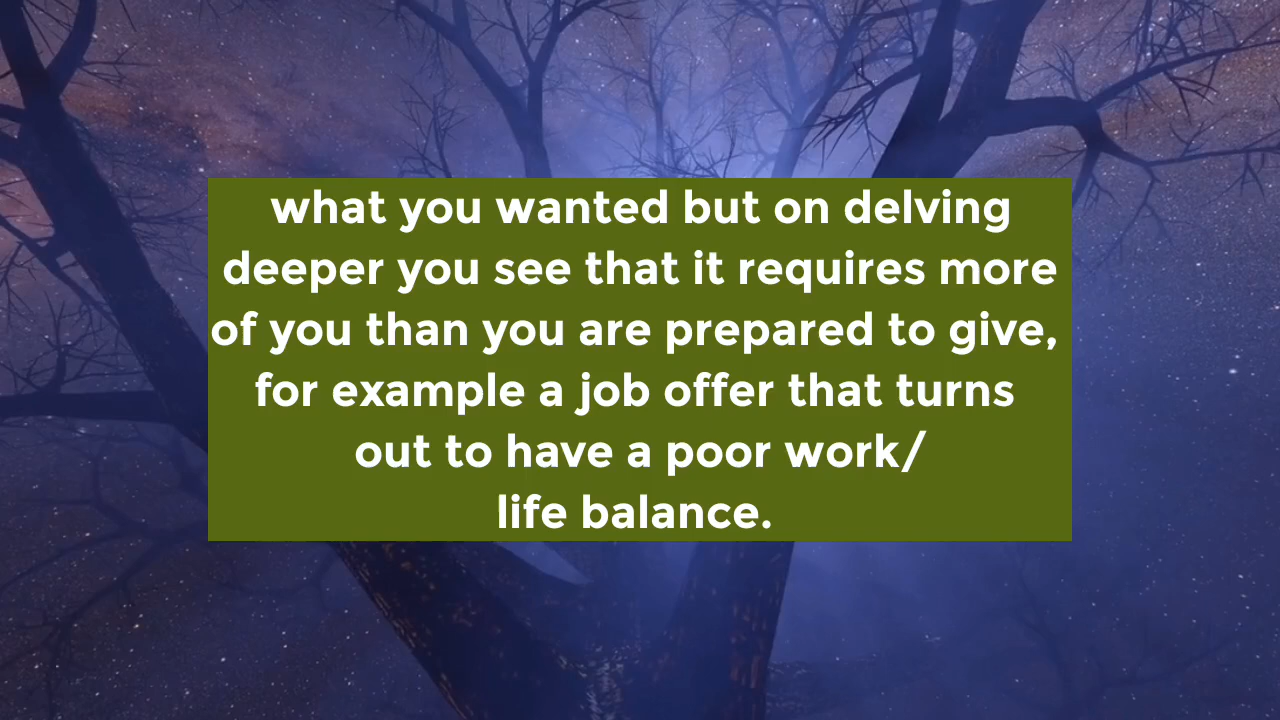 what you wanted but on delving
deeper you see that it requires more
of you than you are prepared to give,
for example a job offer that turns
out to have a poor work/
life balance.